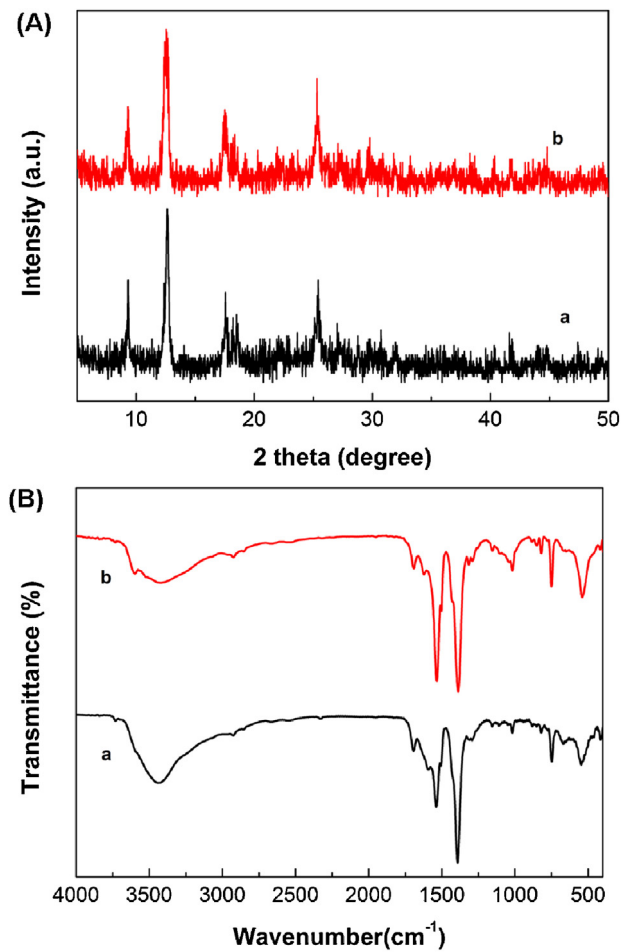 (A)
Intensity (a.u.)
b
a
10 20 30 40 50
2 theta (degree)
(B)
Transmittance (%)
b
a
4000 3500 3000 2500 2000 1500 1000 500
Wavenumber(cm⁻¹)